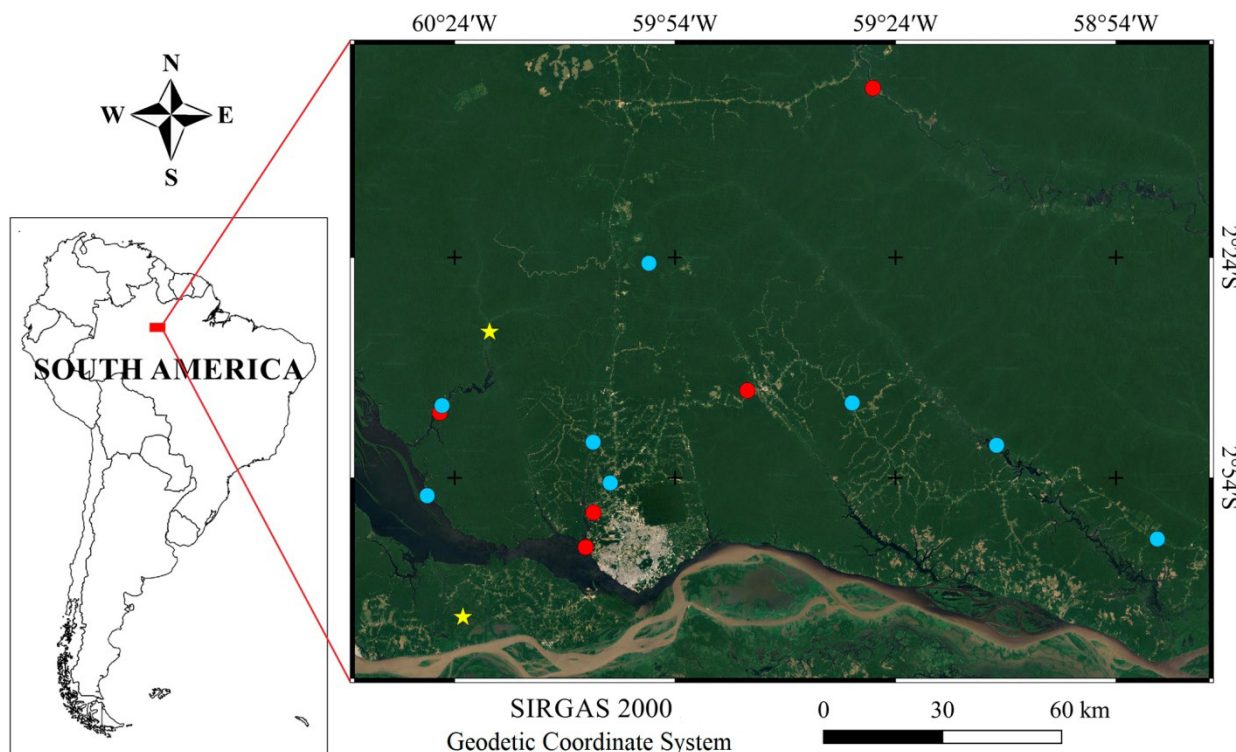 60°24′W 59°54′W 59°24′W 58°54′W
N
W E
S
2°24′S
SOUTH AMERICA
2°54′S
SIRGAS 2000
Geodetic Coordinate System
0 30 60 km